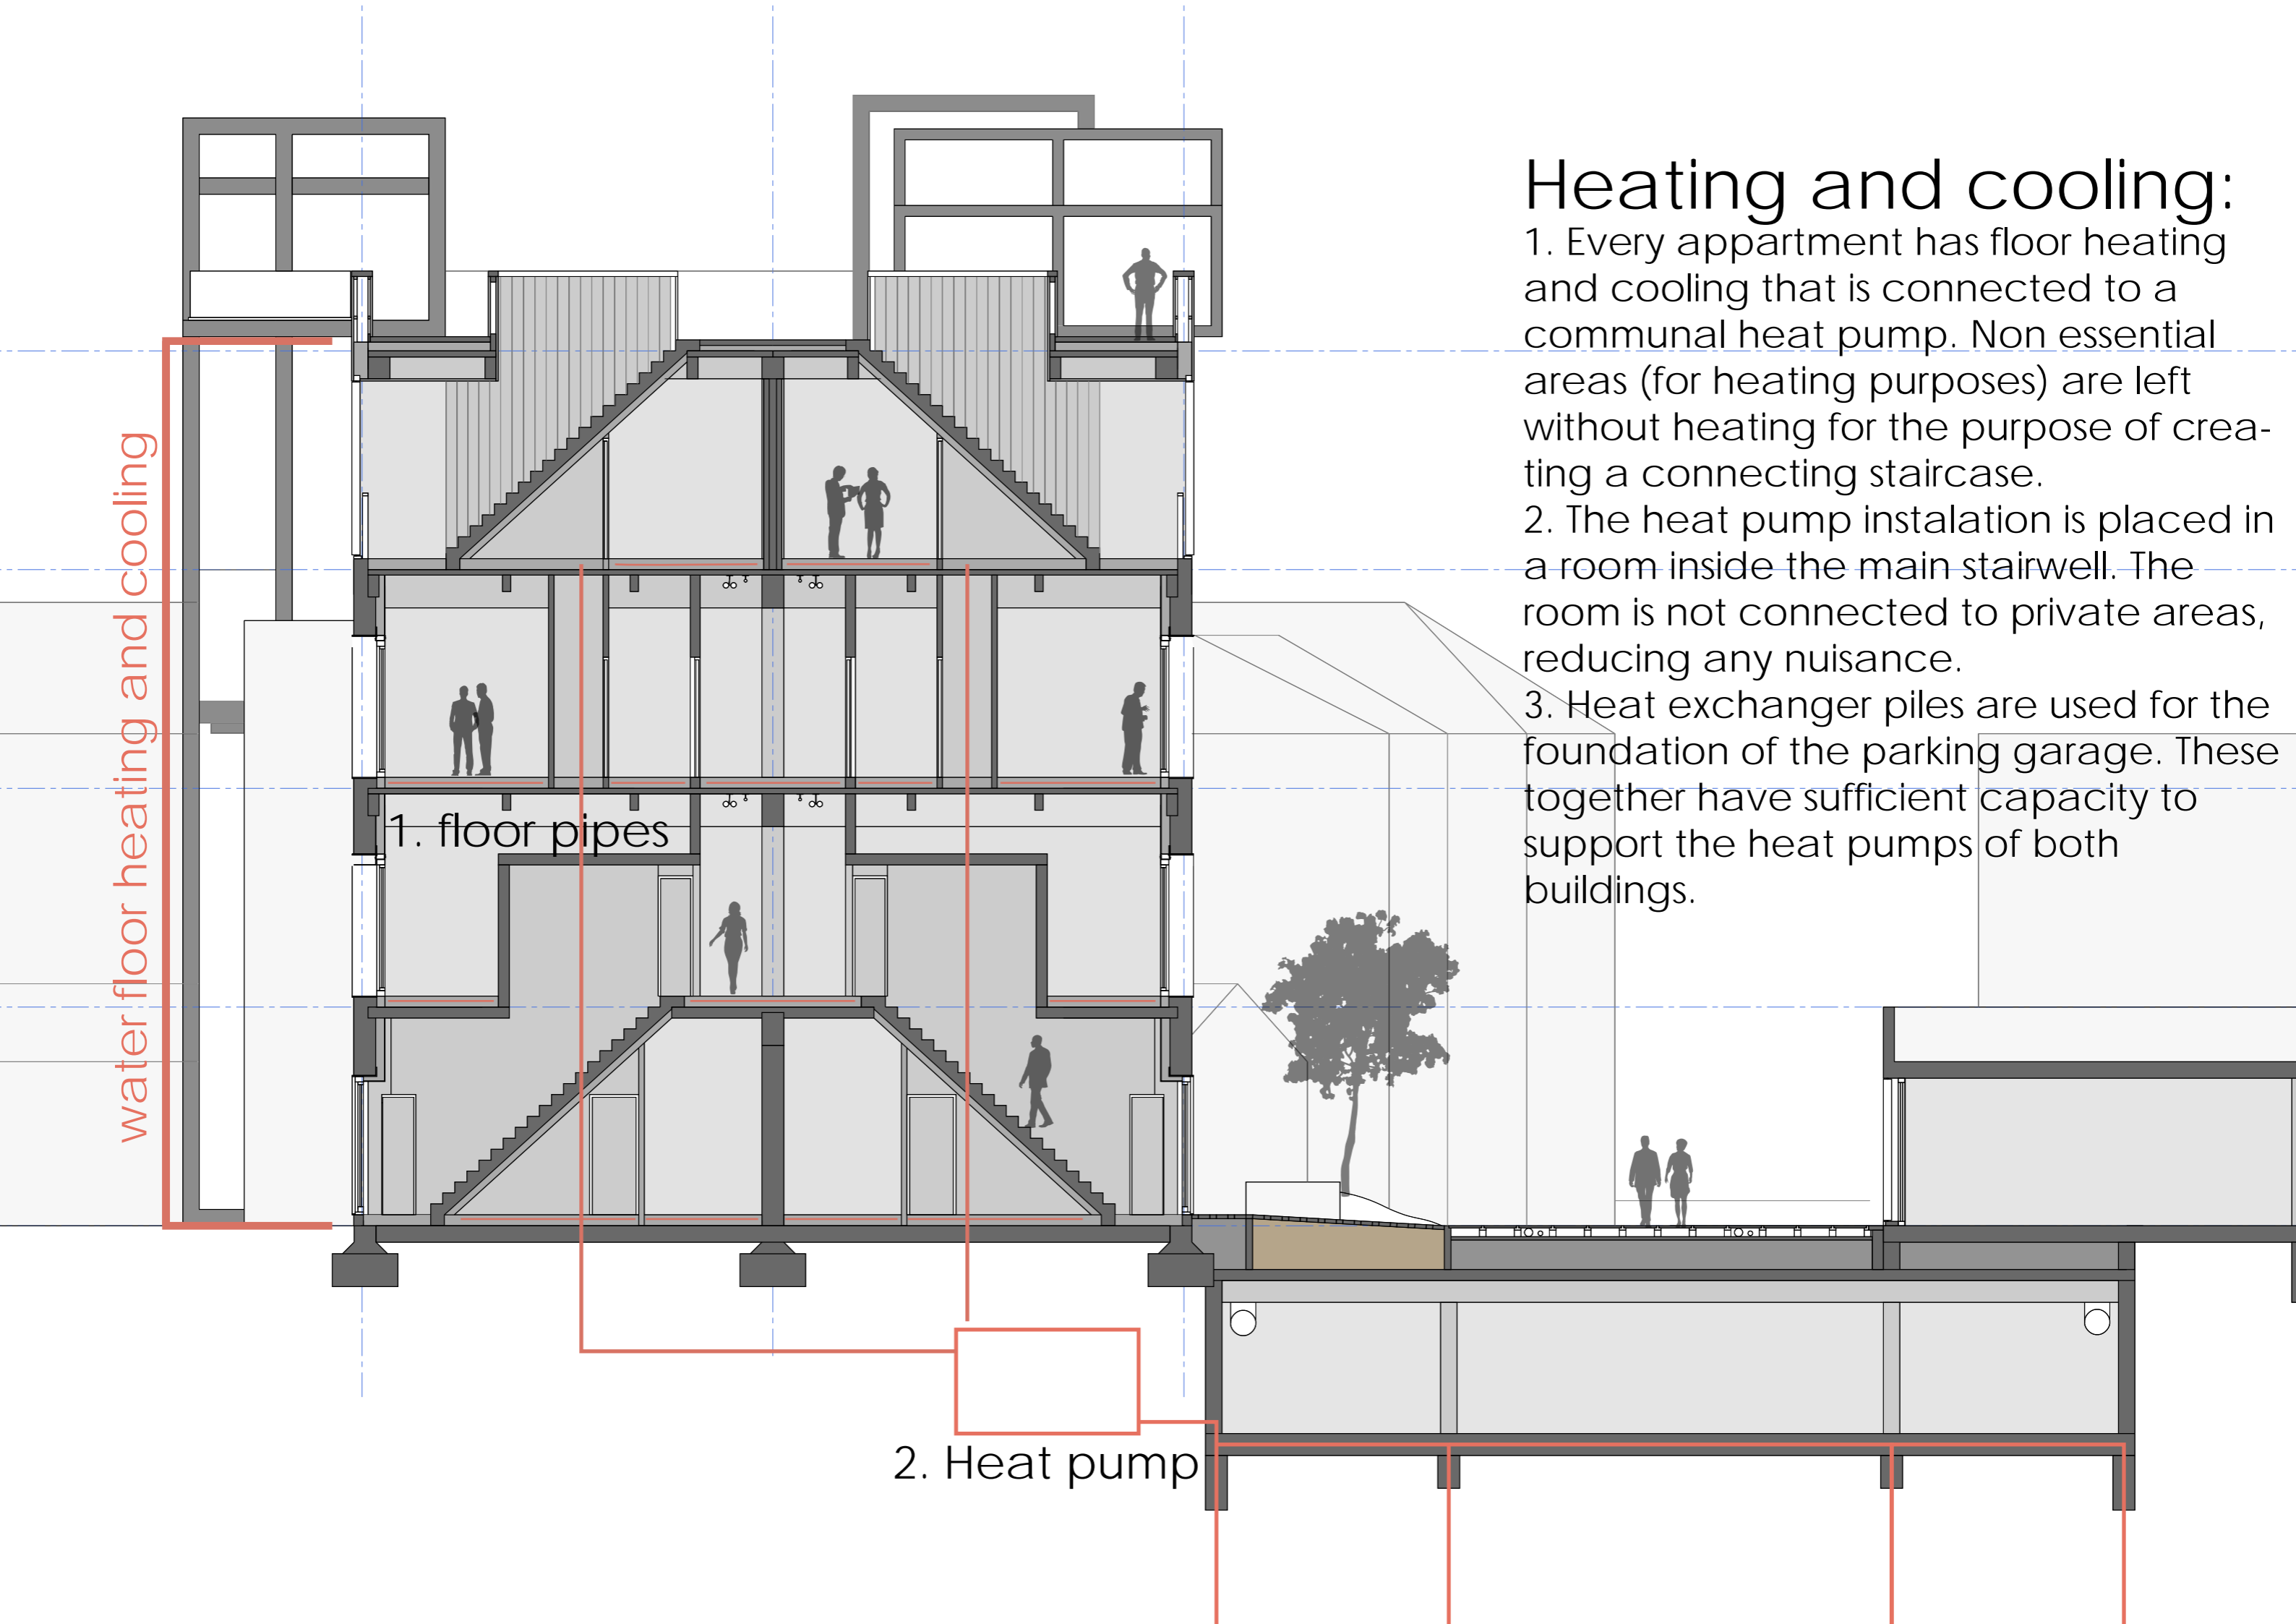 Heating and cooling:
1. Every appartment has floor heating
and cooling that is connected to a
communal heat pump. Non essential
areas (for heating purposes) are left
without heating for the purpose of crea-
ting a connecting staircase.
2. The heat pump instalation is placed in
a room inside the main stairwell. The
room is not connected to private areas,
reducing any nuisance.
3. Heat exchanger piles are used for the
foundation of the parking garage. These
together have sufficient capacity to
support the heat pumps of both
buildings.
water floor heating and cooling
1. floor pipes
2. Heat pump